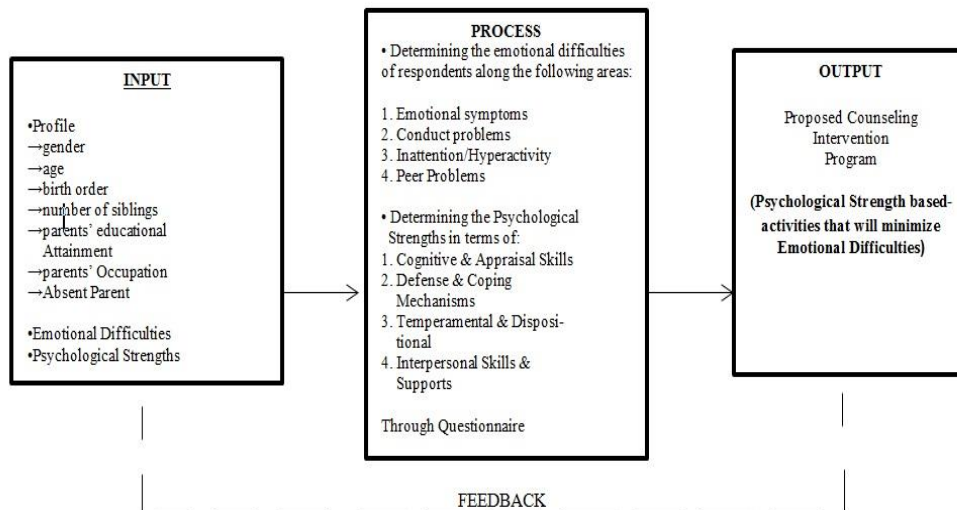 INPUT
•Profile
→gender
→age
→birth order
→number of siblings
→parents’ educational
Attainment
→parents’ Occupation
→Absent Parent
•Emotional Difficulties
•Psychological Strengths
PROCESS
• Determining the emotional difficulties
of respondents along the following areas:
1. Emotional symptoms
2. Conduct problems
3. Inattention/Hyperactivity
4. Peer Problems
• Determining the Psychological
Strengths in terms of:
1. Cognitive & Appraisal Skills
2. Defense & Coping
Mechanisms
3. Temperamental & Disposi-
tional
4. Interpersonal Skills &
Supports
Through Questionnaire
OUTPUT
Proposed Counseling
Intervention
Program
(Psychological Strength based-
activities that will minimize
Emotional Difficulties)
FEEDBACK